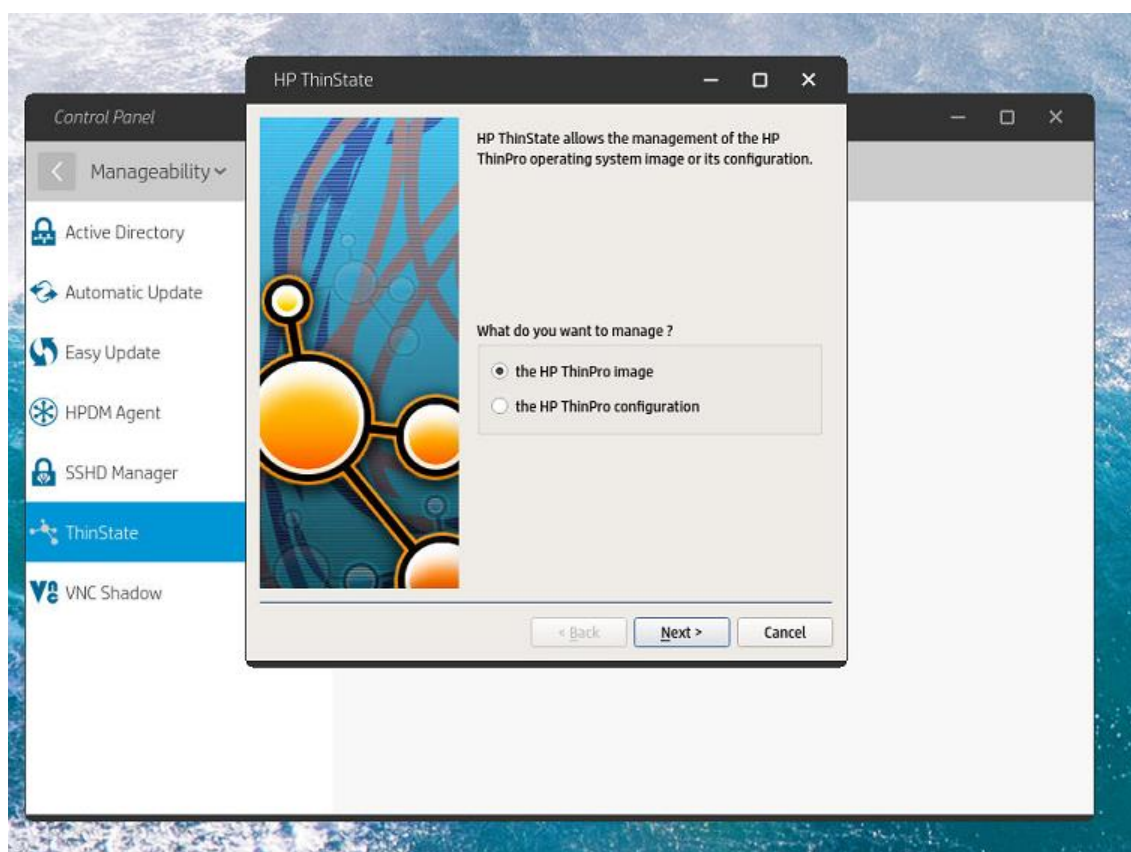 HP ThinState
HP ThinState allows the management of the HP
ThinPro operating system image or its configuration.
What do you want to manage ?
the HP ThinPro image
the HP ThinPro configuration
< Back
Next >
Cancel
Control Panel
Manageability
Active Directory
Automatic Update
Easy Update
HPDM Agent
SSHD Manager
ThinState
VNC Shadow